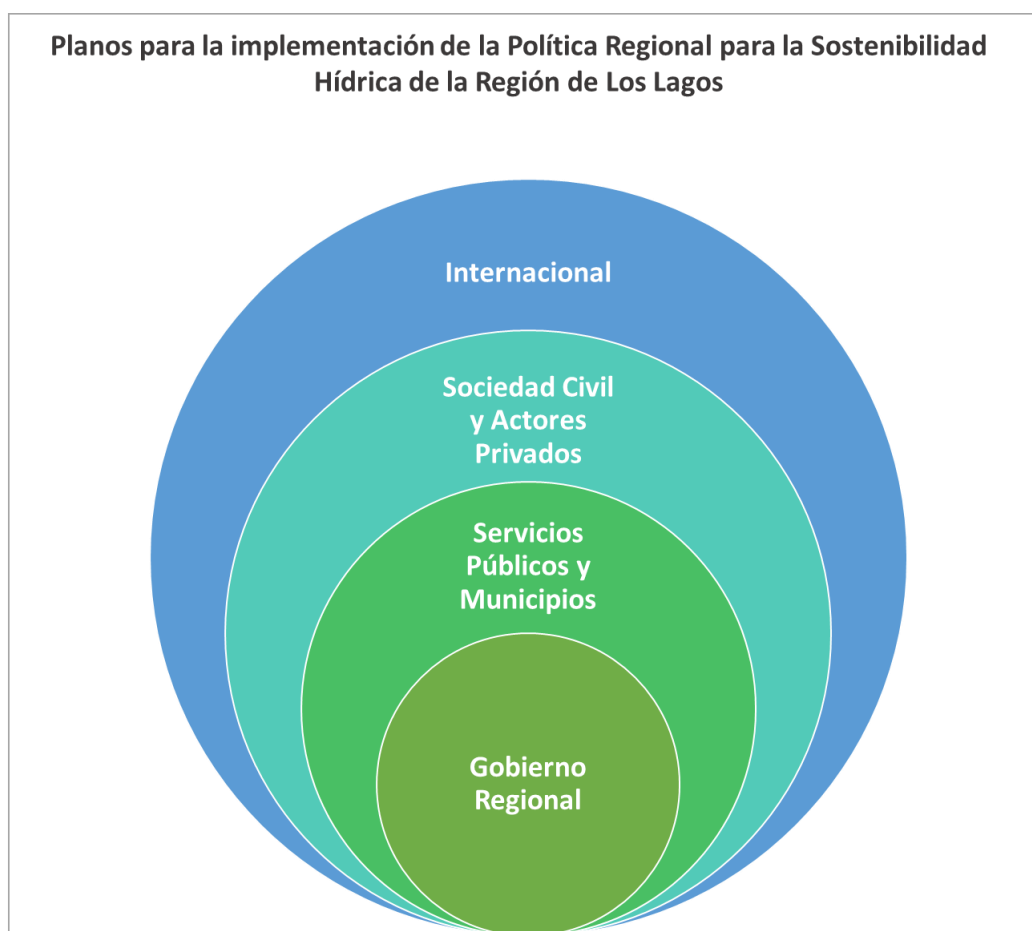 Planos para la implementación de la Política Regional para la Sostenibilidad
Hídrica de la Región de Los Lagos
Internacional
Sociedad Civil
y Actores
Privados
Servicios
Públicos y
Municipios
Gobierno
Regional